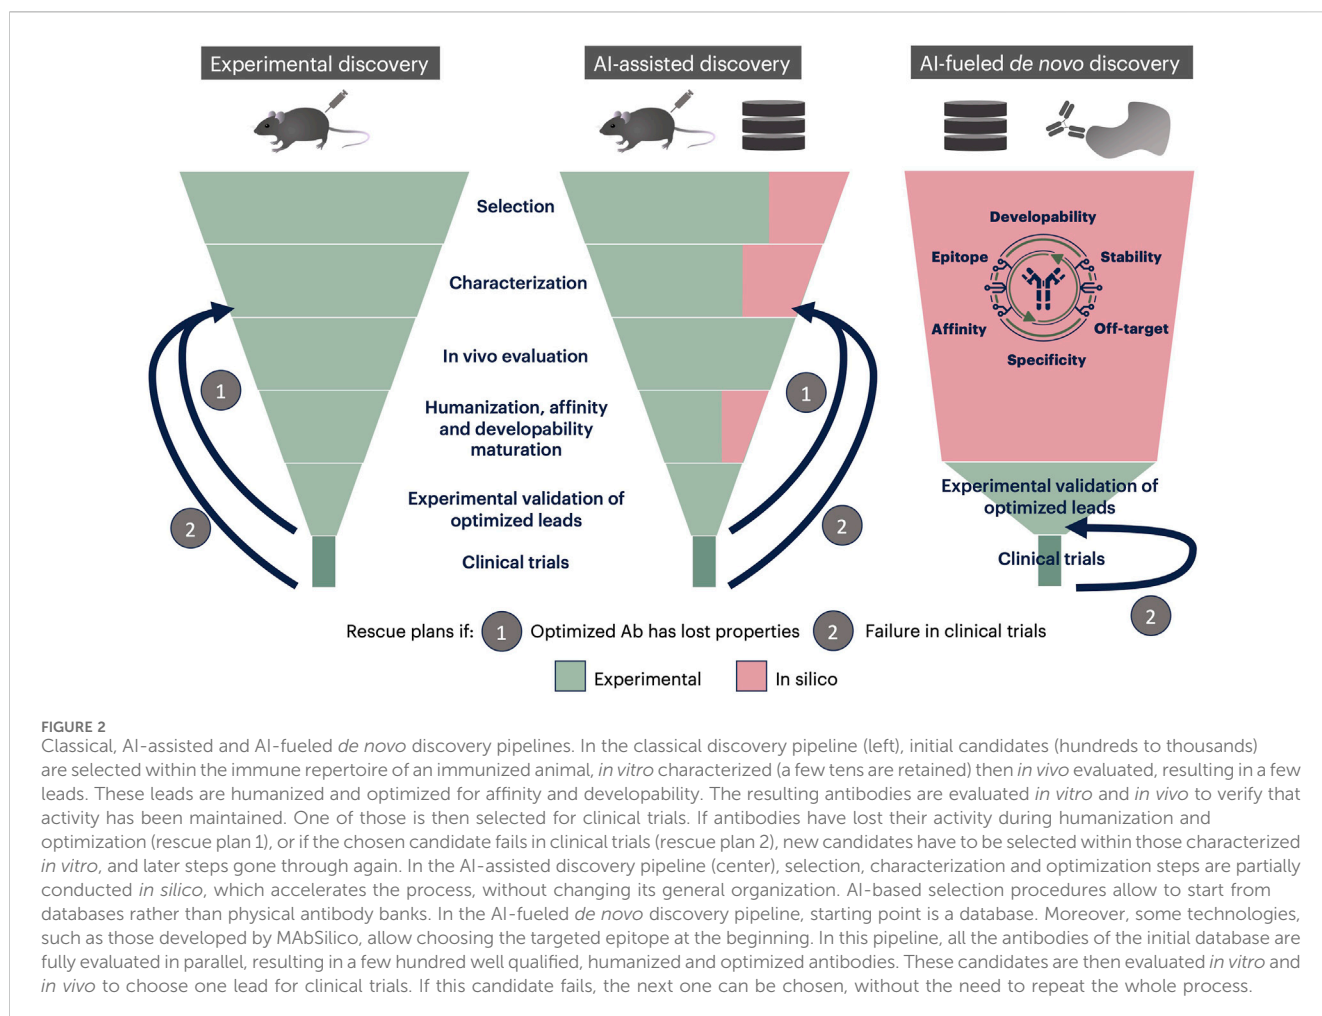 Experimental discovery
AI-assisted discovery
AI-fueled de novo discovery
Selection
Characterization
In vivo evaluation
Humanization, affinity
and developability
maturation
Experimental validation of
optimized leads
Clinical trials
1
2
1
2
Developability
Epitope
Stability
Affinity
Off-target
Specificity
Experimental validation of
optimized leads
Clinical trials
2
Rescue plans if: 1 Optimized Ab has lost properties 2 Failure in clinical trials
Experimental In silico
FIGURE 2
Classical, AI-assisted and AI-fueled de novo discovery pipelines. In the classical discovery pipeline (left), initial candidates (hundreds to thousands)
are selected within the immune repertoire of an immunized animal, in vitro characterized (a few tens are retained) then in vivo evaluated, resulting in a few
leads. These leads are humanized and optimized for affinity and developability. The resulting antibodies are evaluated in vitro and in vivo to verify that
activity has been maintained. One of those is then selected for clinical trials. If antibodies have lost their activity during humanization and
optimization (rescue plan 1), or if the chosen candidate fails in clinical trials (rescue plan 2), new candidates have to be selected within those characterized
in vitro, and later steps gone through again. In the AI-assisted discovery pipeline (center), selection, characterization and optimization steps are partially
conducted in silico, which accelerates the process, without changing its general organization. AI-based selection procedures allow to start from
databases rather than physical antibody banks. In the AI-fueled de novo discovery pipeline, starting point is a database. Moreover, some technologies,
such as those developed by MAbSilico, allow choosing the targeted epitope at the beginning. In this pipeline, all the antibodies of the initial database are
fully evaluated in parallel, resulting in a few hundred well qualified, humanized and optimized antibodies. These candidates are then evaluated in vitro and
in vivo to choose one lead for clinical trials. If this candidate fails, the next one can be chosen, without the need to repeat the whole process.